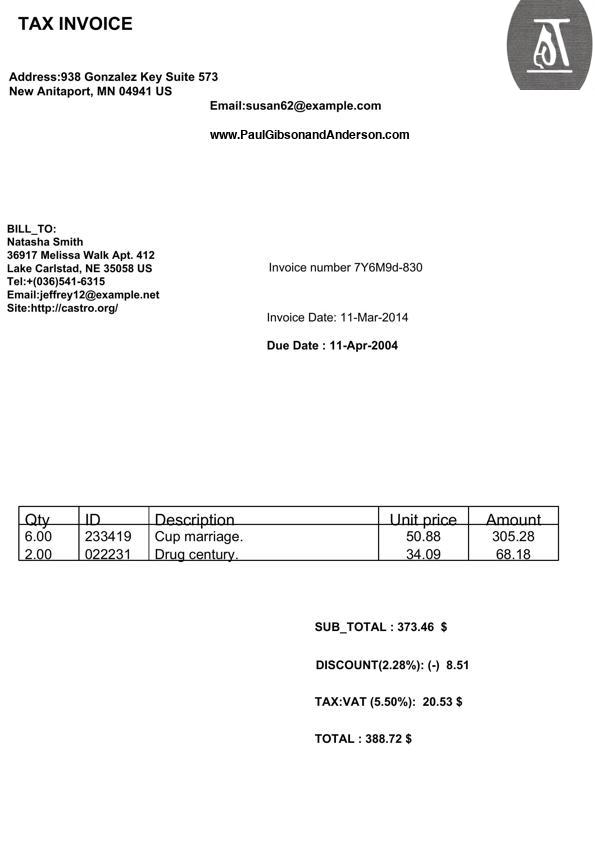 TAX INVOICE
Address:938 Gonzalez Key Suite 573
New Anitaport, MN 04941 US
Email:susan62@example.com
www.PaulGibsonandAnderson.com
BILL_TO:
Natasha Smith
36917 Melissa Walk Apt. 412
Lake Carlstad, NE 35058 US
Tel:+(036)541-6315
Email:jeffrey12@example.net
Site:http://castro.org/
Invoice number 7Y6M9d-830
Invoice Date: 11-Mar-2014
Due Date : 11-Apr-2004
Qty ID Description Unit price Amount
6.00 233419 Cup marriage. 50.88 305.28
2.00 022231 Drug century. 34.09 68.18
SUB_TOTAL : 373.46 $
DISCOUNT(2.28%): (-) 8.51
TAX:VAT (5.50%): 20.53 $
TOTAL : 388.72 $